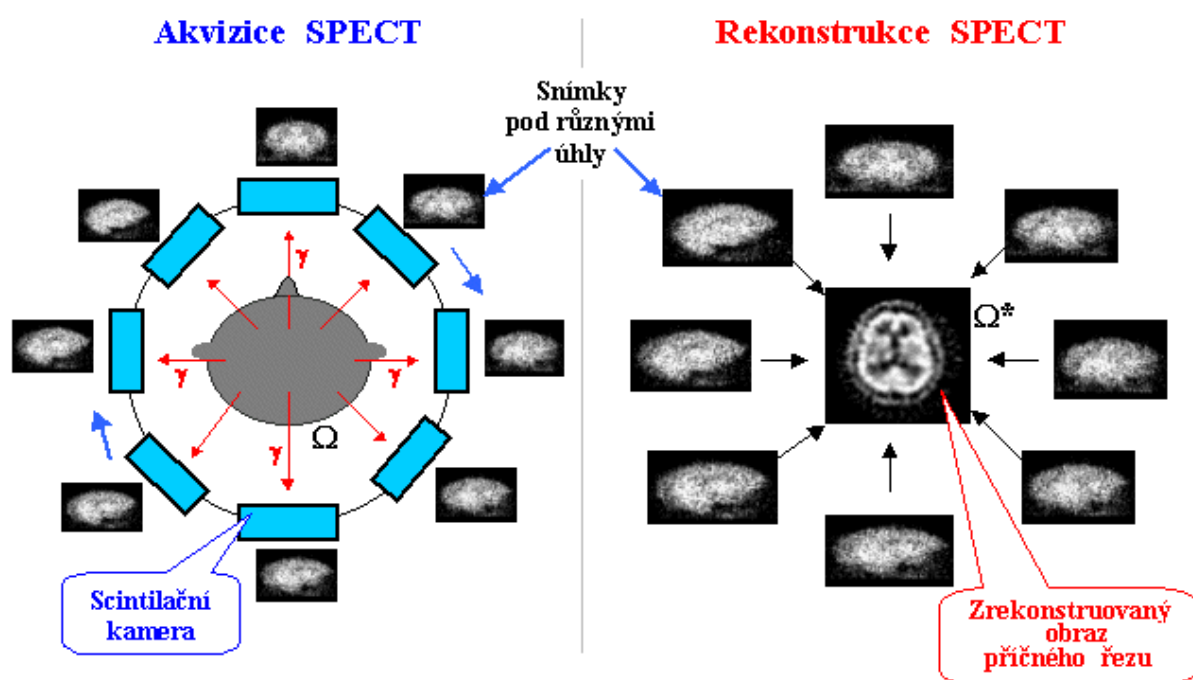 Akvizice SPECT
Rekonstrukce SPECT
Snímky
pod různými
úhly
γ
γ
γ
γ
Ω
Ω*
Scintilační
kamera
Zrekonstruovaný
obraz
příčného řezu